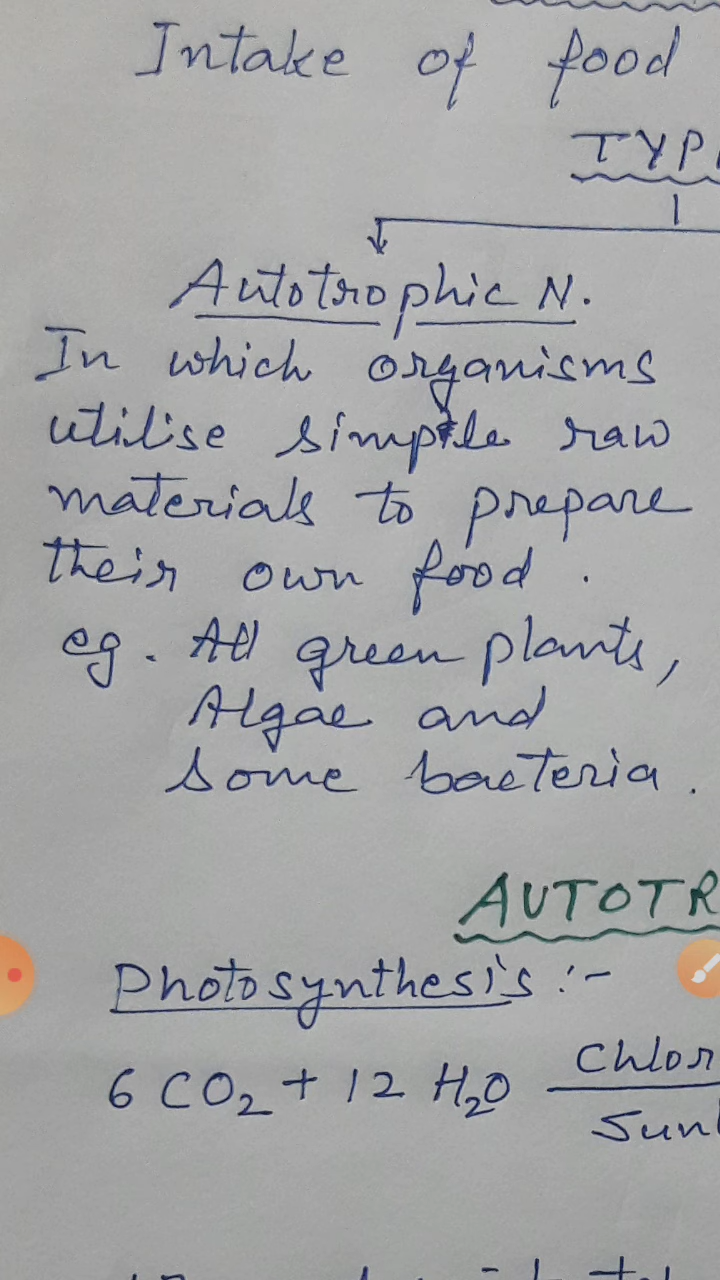 Intake of food
TYP
Autotrophic N.
In which organisms
utilise simple raw
materials to prepare
their own food.
eg. All green plants,
Algae and
some bacteria.
AUTOTR
Photosynthesis :-
6 CO₂ + 12 H₂O Chlor
Sunl